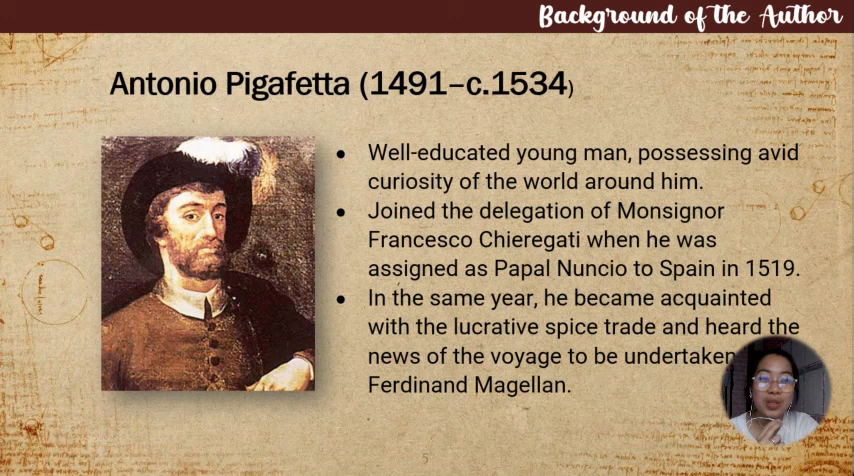 Background of the Author
Antonio Pigafetta (1491–c.1534)
● Well-educated young man, possessing avid
curiosity of the world around him.
● Joined the delegation of Monsignor
Francesco Chieregati when he was
assigned as Papal Nuncio to Spain in 1519.
● In the same year, he became acquainted
with the lucrative spice trade and heard the
news of the voyage to be undertaken
Ferdinand Magellan.
5